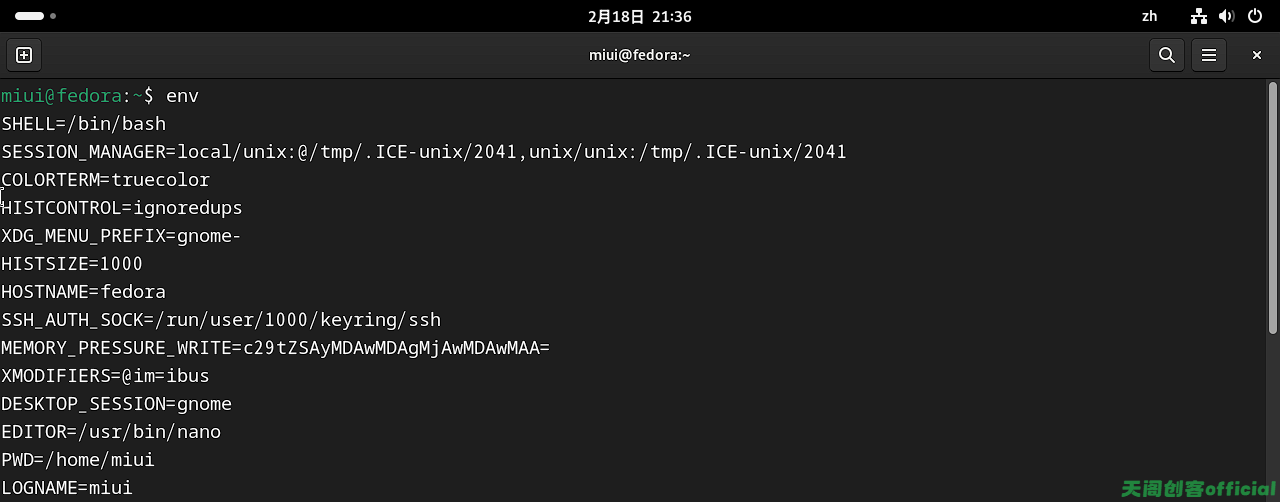 2月18日 21:36
zh
miui@fedora:~
miui@fedora:~$ env
SHELL=/bin/bash
SESSION_MANAGER=local/unix:@/tmp/.ICE-unix/2041,unix/unix:/tmp/.ICE-unix/2041
COLORTERM=truecolor
HISTCONTROL=ignoredups
XDG_MENU_PREFIX=gnome-
HISTSIZE=1000
HOSTNAME=fedora
SSH_AUTH_SOCK=/run/user/1000/keyring/ssh
MEMORY_PRESSURE_WRITE=c29tZSAyMDAwMDAgMjAwMDAwMAA=
XMODIFIERS=@im=ibus
DESKTOP_SESSION=gnome
EDITOR=/usr/bin/nano
PWD=/home/miui
LOGNAME=miui
天阁创客official